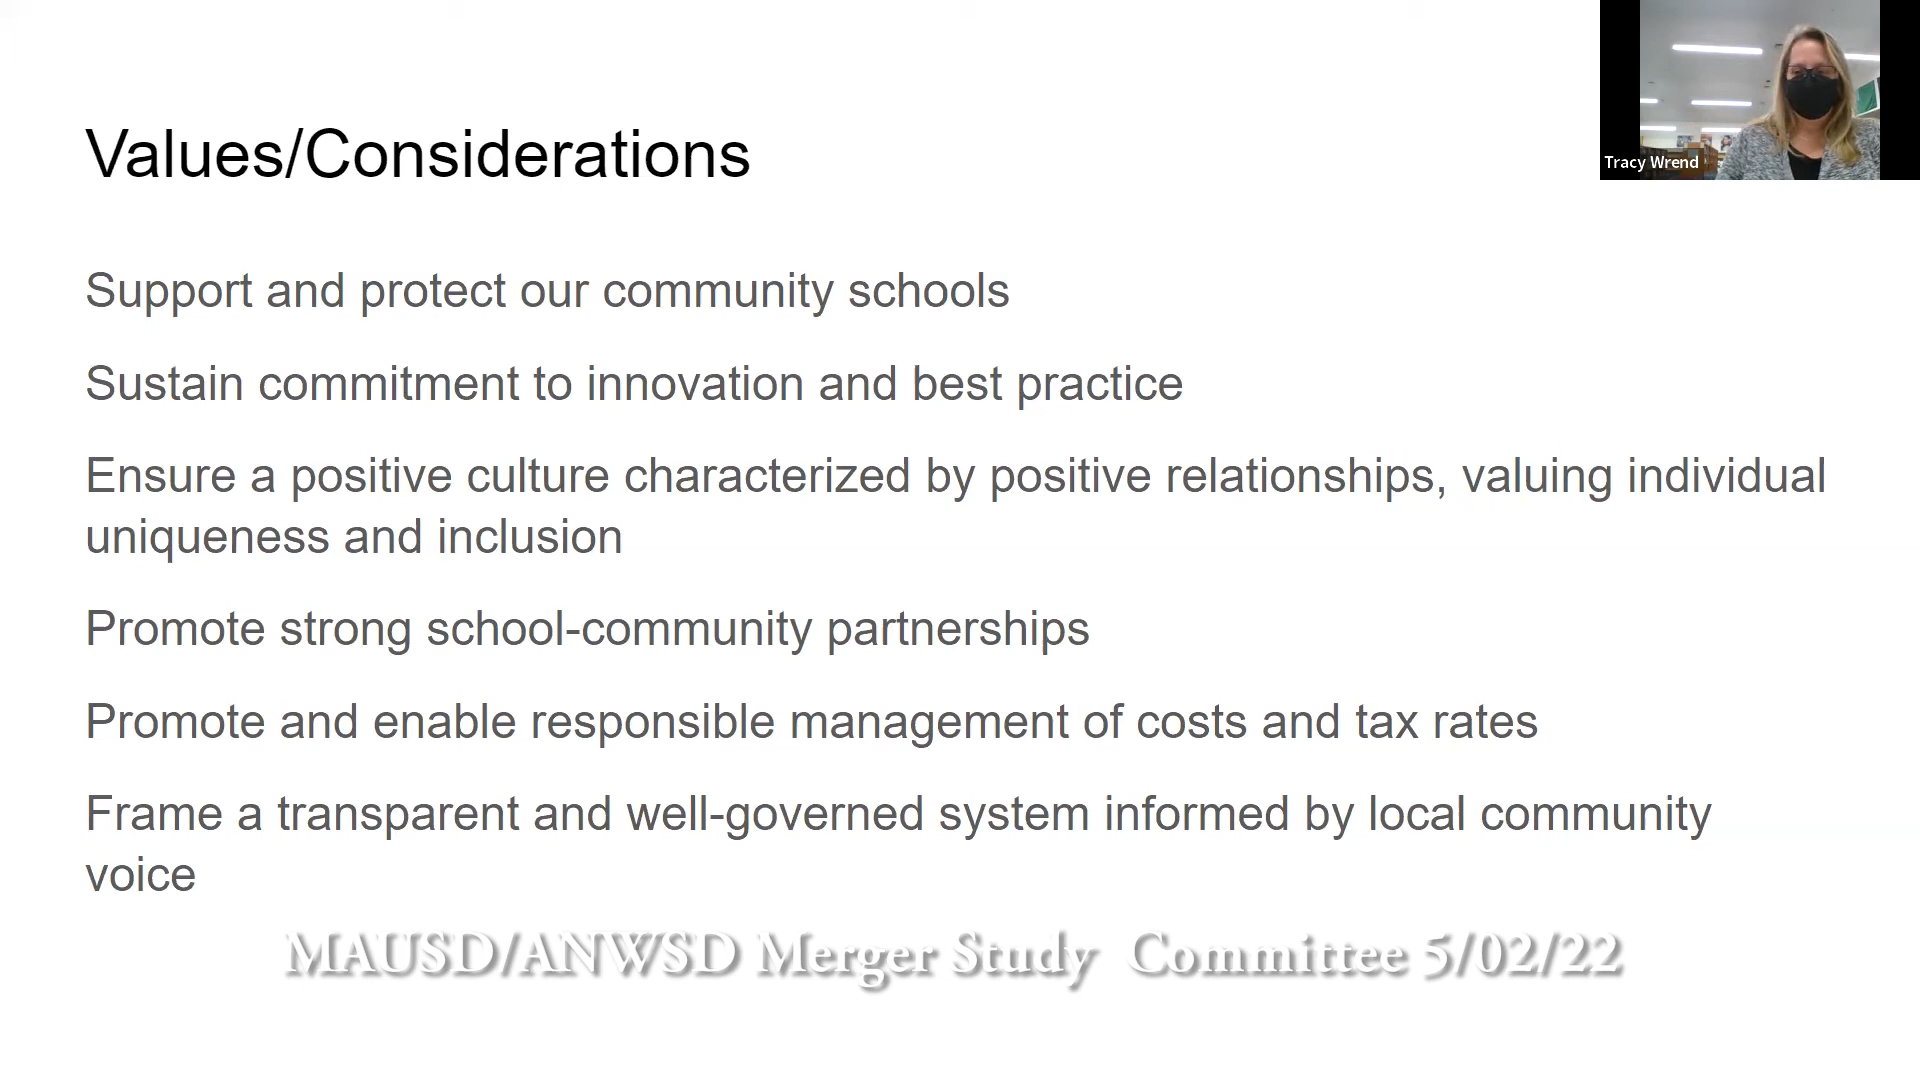 Values/Considerations
Tracy Wrend
Support and protect our community schools
Sustain commitment to innovation and best practice
Ensure a positive culture characterized by positive relationships, valuing individual
uniqueness and inclusion
Promote strong school-community partnerships
Promote and enable responsible management of costs and tax rates
Frame a transparent and well-governed system informed by local community
voice
MAUSD/ANWSD Merger Study Committee 5/02/22